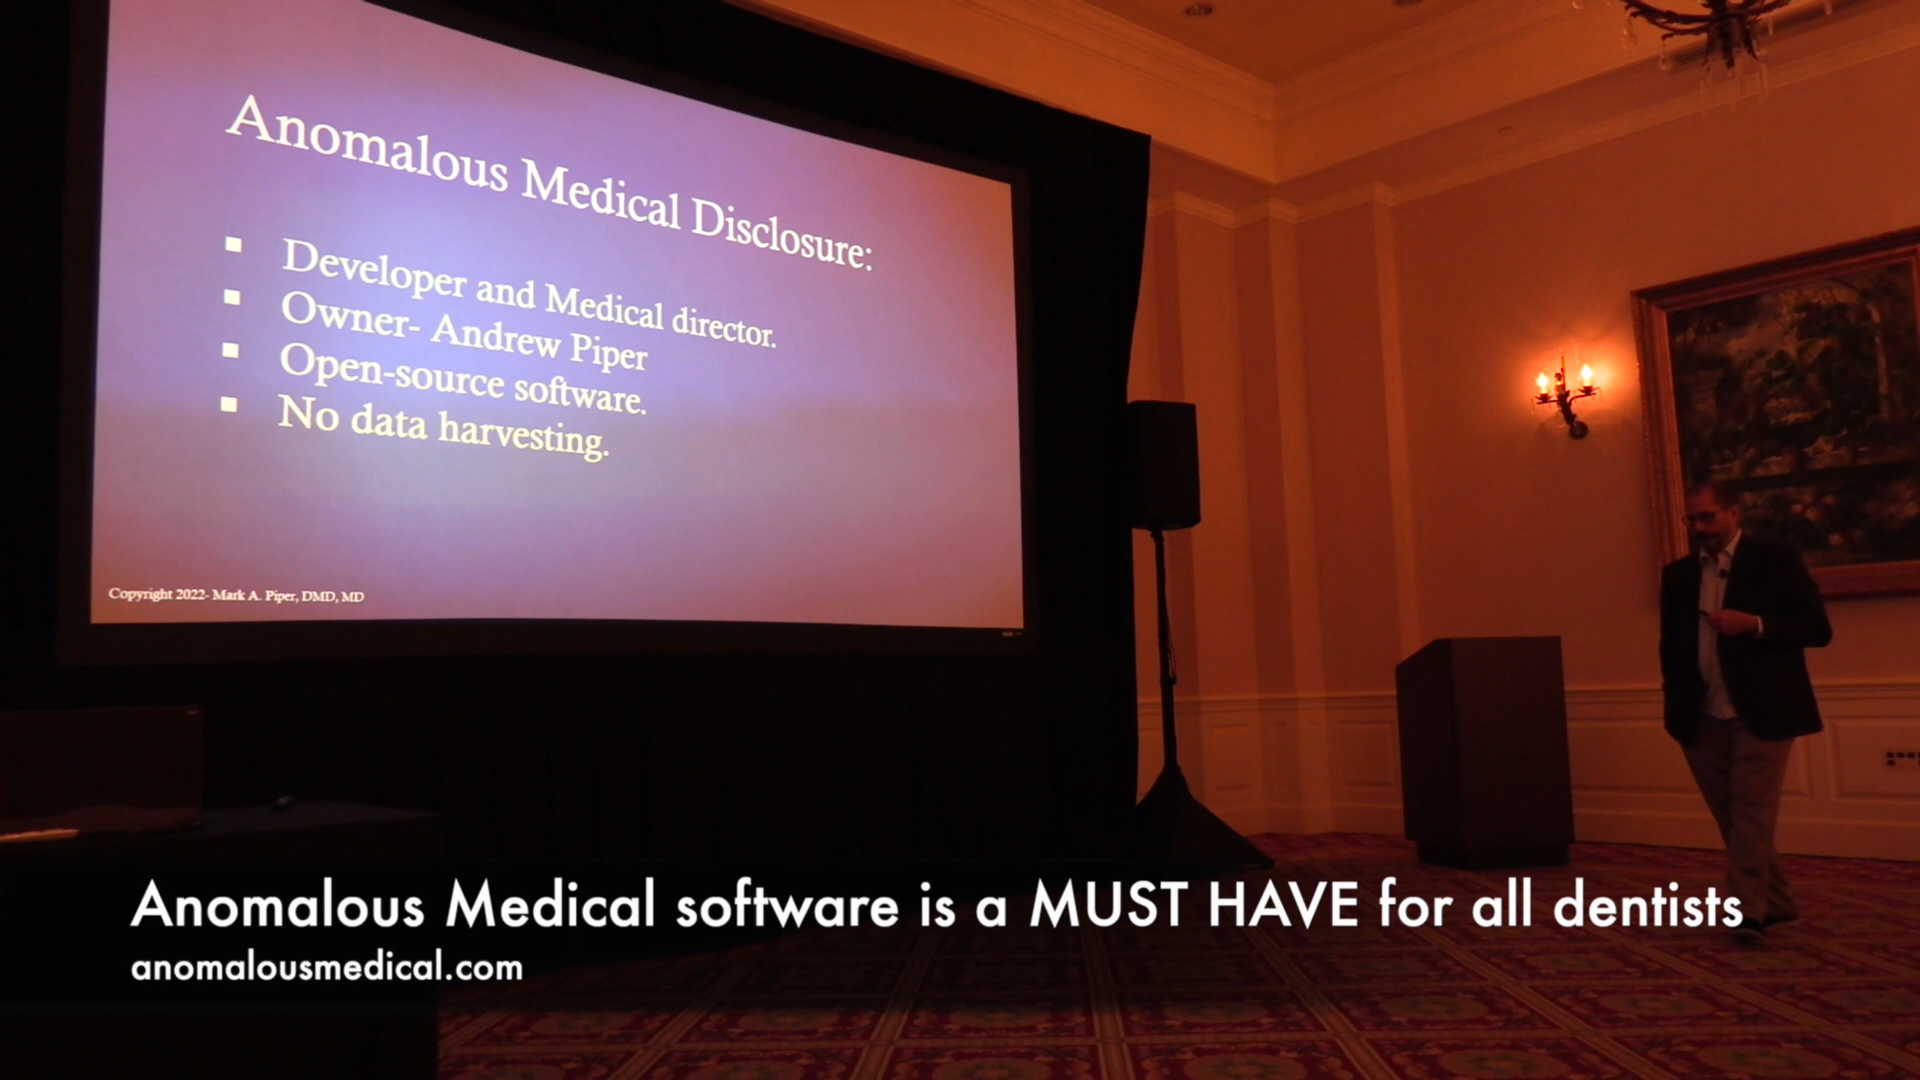 Anomalous Medical Disclosure:
▪ Developer and Medical director.
▪ Owner- Andrew Piper
▪ Open-source software.
▪ No data harvesting.
Copyright 2022- Mark A. Piper, DMD, MD
Anomalous Medical software is a MUST HAVE for all dentists
anomalousmedical.com